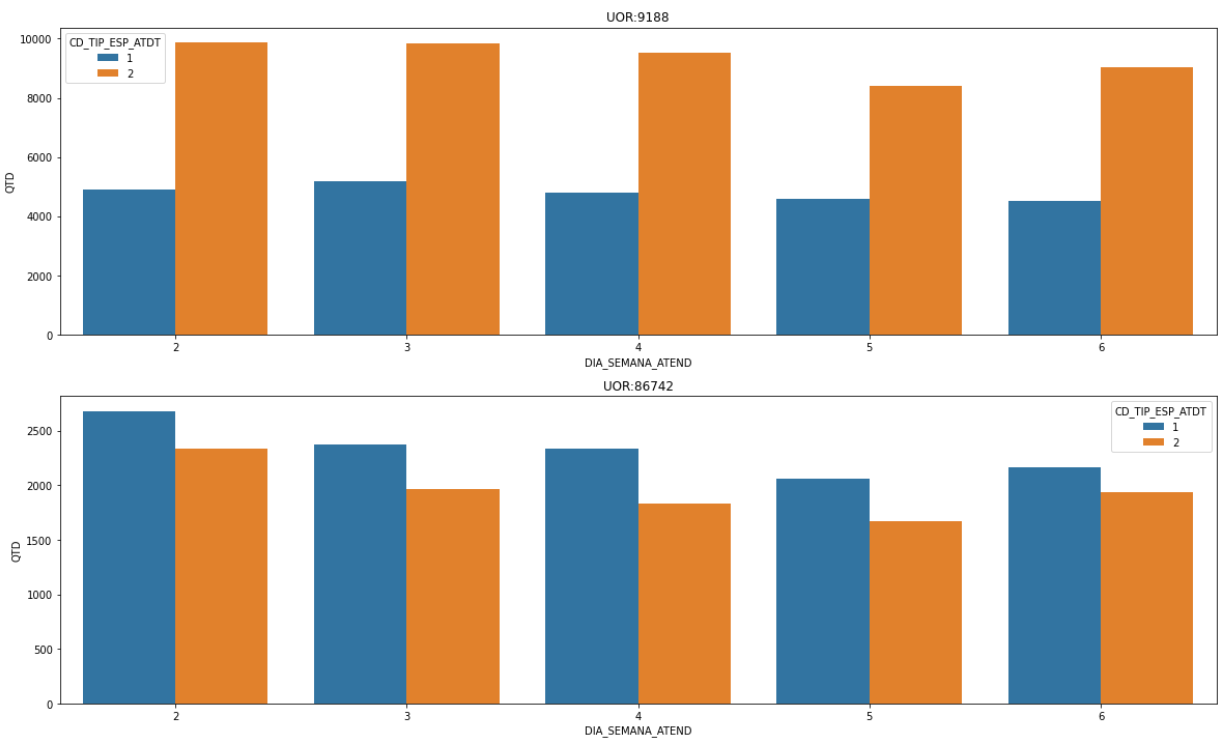 UOR:9188
CD_TIP_ESP_ATDT
1
2
10000
8000
6000
4000
2000
0
QTD
2 3 4 5 6
DIA_SEMANA_ATEND
UOR:86742
CD_TIP_ESP_ATDT
1
2
2500
2000
1500
1000
500
0
QTD
2 3 4 5 6
DIA_SEMANA_ATEND